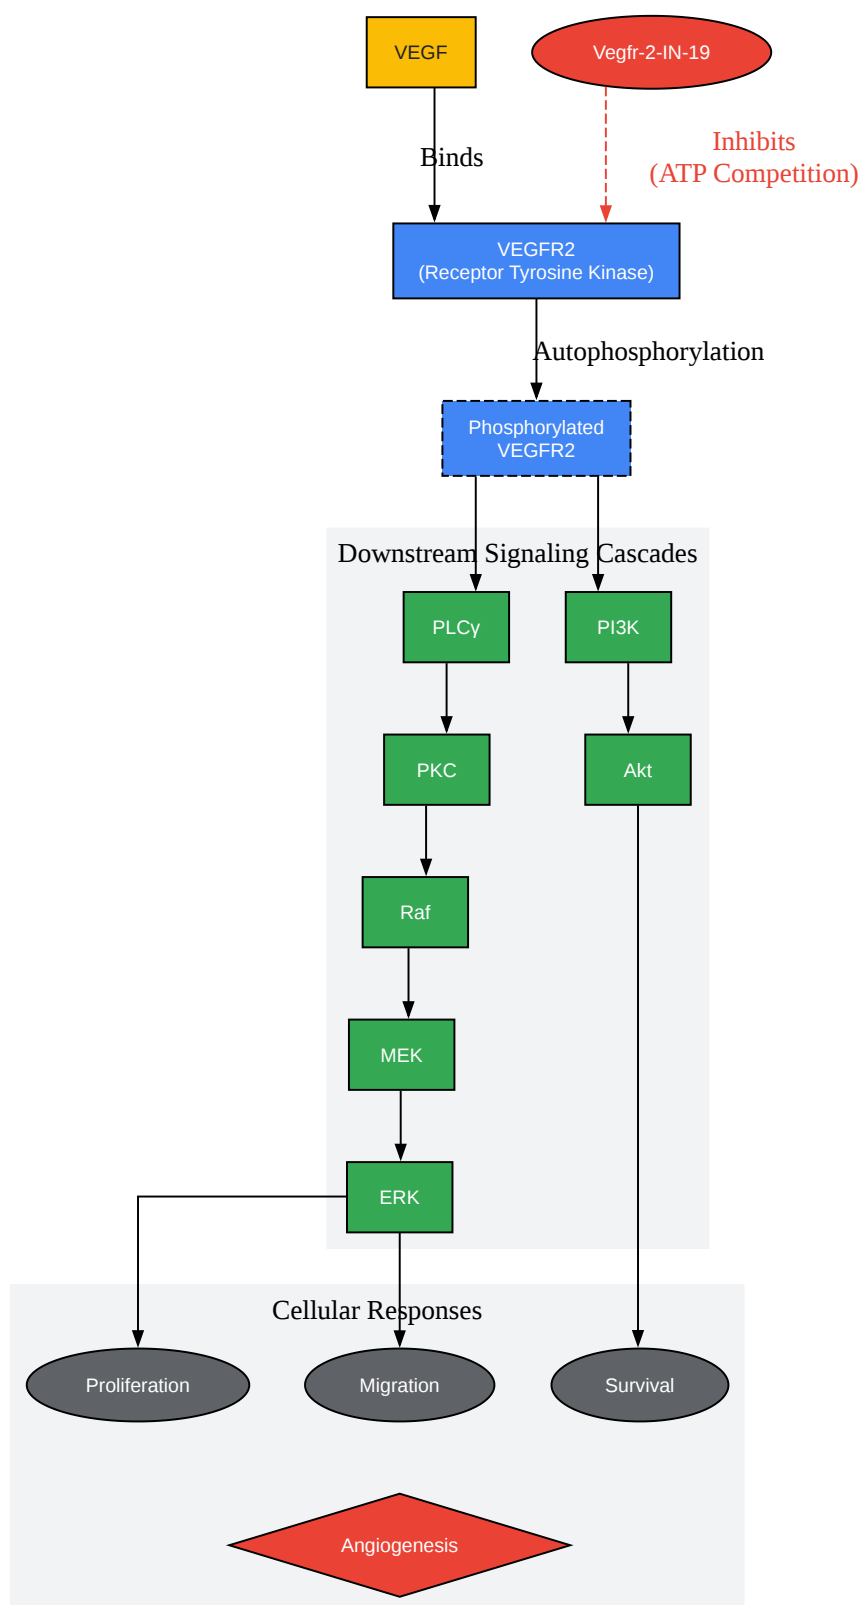 VEGF
Vegfr-2-IN-19
Binds
Inhibits
(ATP Competition)
VEGFR2
(Receptor Tyrosine Kinase)
Autophosphorylation
Phosphorylated
VEGFR2
Downstream Signaling Cascades
PLCγ
PI3K
PKC
Akt
Raf
MEK
ERK
Cellular Responses
Proliferation
Migration
Survival
Angiogenesis